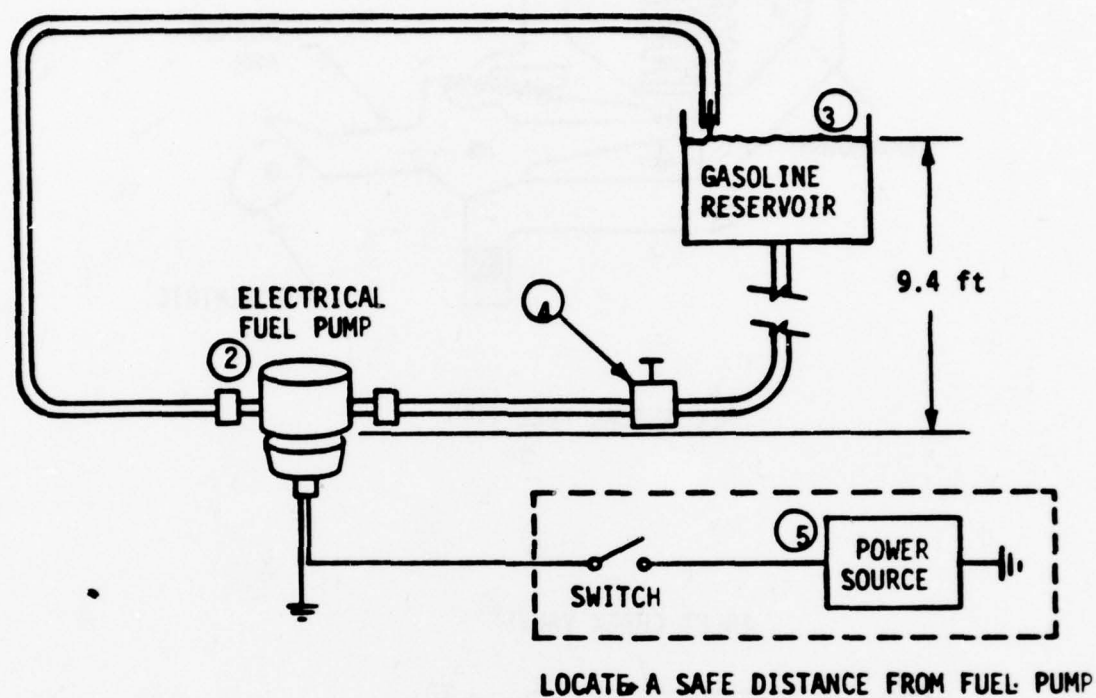 3
GASOLINE
RESERVOIR
9.4 ft
ELECTRICAL
FUEL PUMP
4
2
5
POWER
SOURCE
SWITCH
LOCATE A SAFE DISTANCE FROM FUEL PUMP